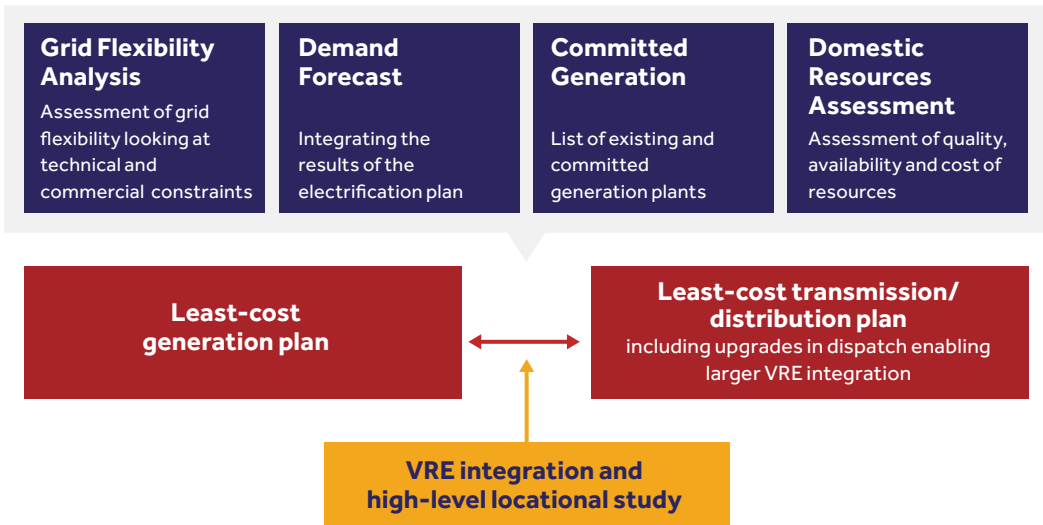 Grid Flexibility
Analysis
Assessment of grid
flexibility looking at
technical and
commercial constraints
Demand
Forecast
Integrating the
results of the
electrification plan
Committed
Generation
List of existing and
committed
generation plants
Domestic
Resources
Assessment
Assessment of quality,
availability and cost of
resources
Least-cost
generation plan
Least-cost transmission/
distribution plan
including upgrades in dispatch enabling
larger VRE integration
VRE integration and
high-level locational study